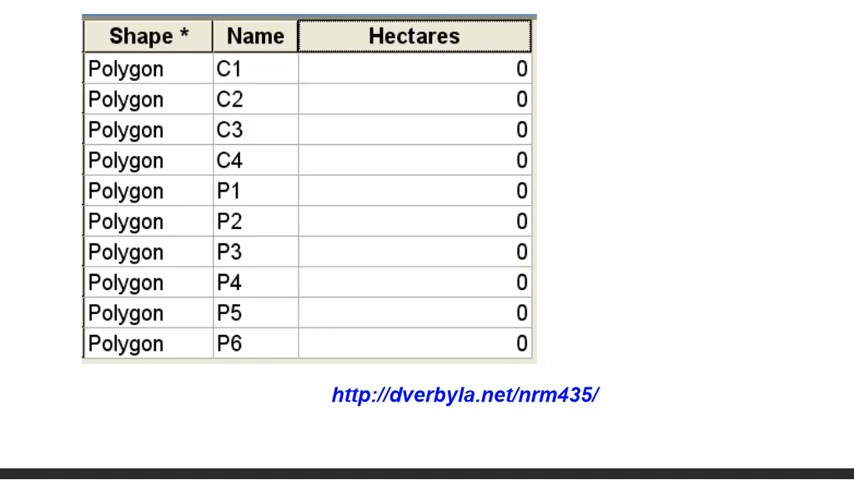 Shape * Name Hectares
Polygon C1 0
Polygon C2 0
Polygon C3 0
Polygon C4 0
Polygon P1 0
Polygon P2 0
Polygon P3 0
Polygon P4 0
Polygon P5 0
Polygon P6 0
http://dverbyla.net/nrm435/